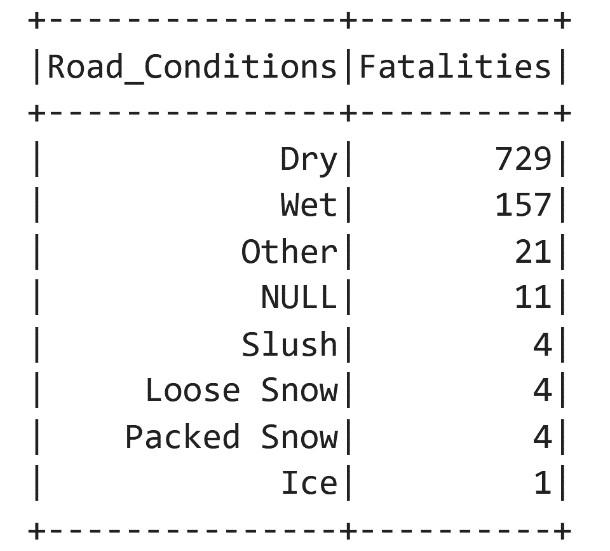 +---------------+----------+
|Road_Conditions|Fatalities|
+---------------+----------+
|            Dry|       729|
|            Wet|       157|
|          Other|        21|
|           NULL|        11|
|          Slush|         4|
|     Loose Snow|         4|
|    Packed Snow|         4|
|            Ice|         1|
+---------------+----------+